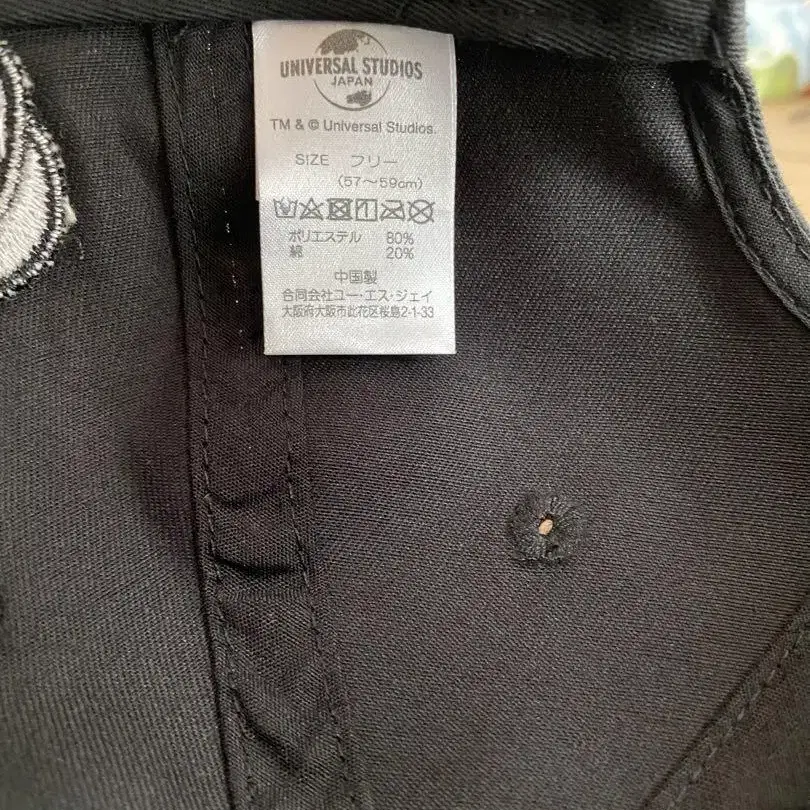 UNIVERSAL STUDIOS
JAPAN
TM & © Universal Studios.
SIZE フリー
(57～59cm)
ポリエステル 80%
綿 20%
中国製
合同会社ユー・エス・ジェイ
大阪府大阪市此花区桜島2-1-33